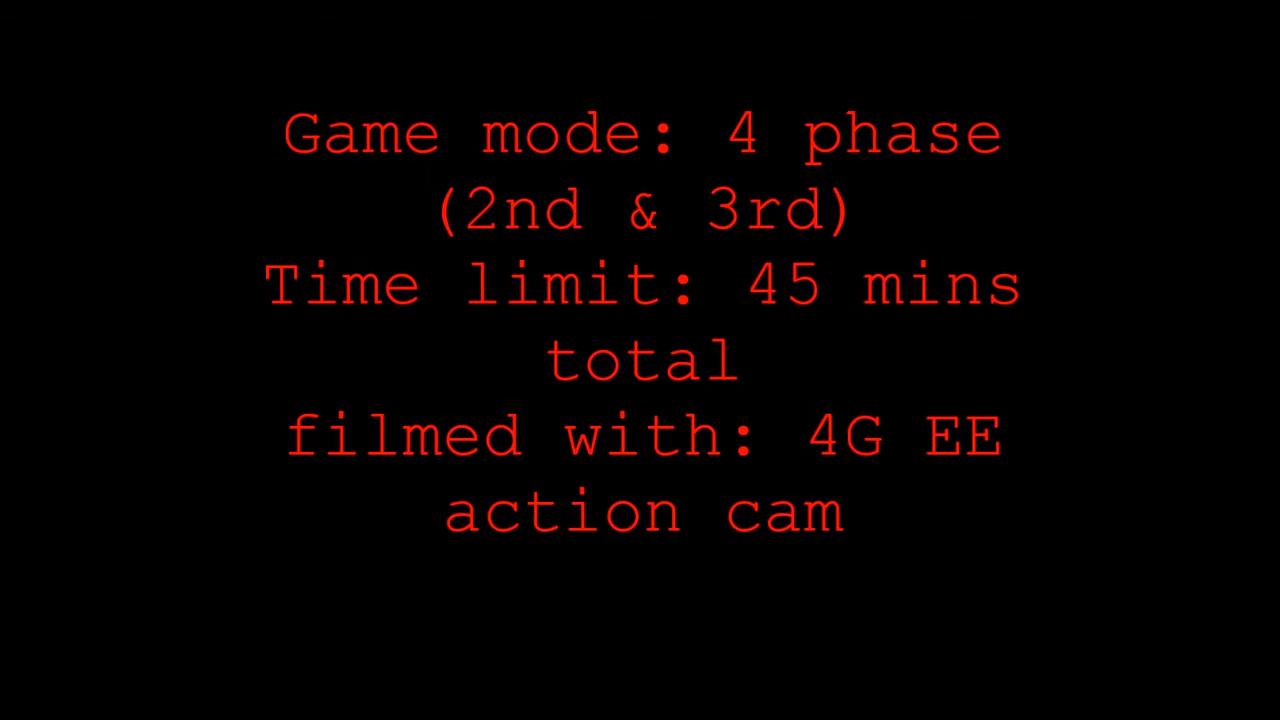 Game mode: 4 phase
(2nd & 3rd)
Time limit: 45 mins
total
filmed with: 4G EE
action cam